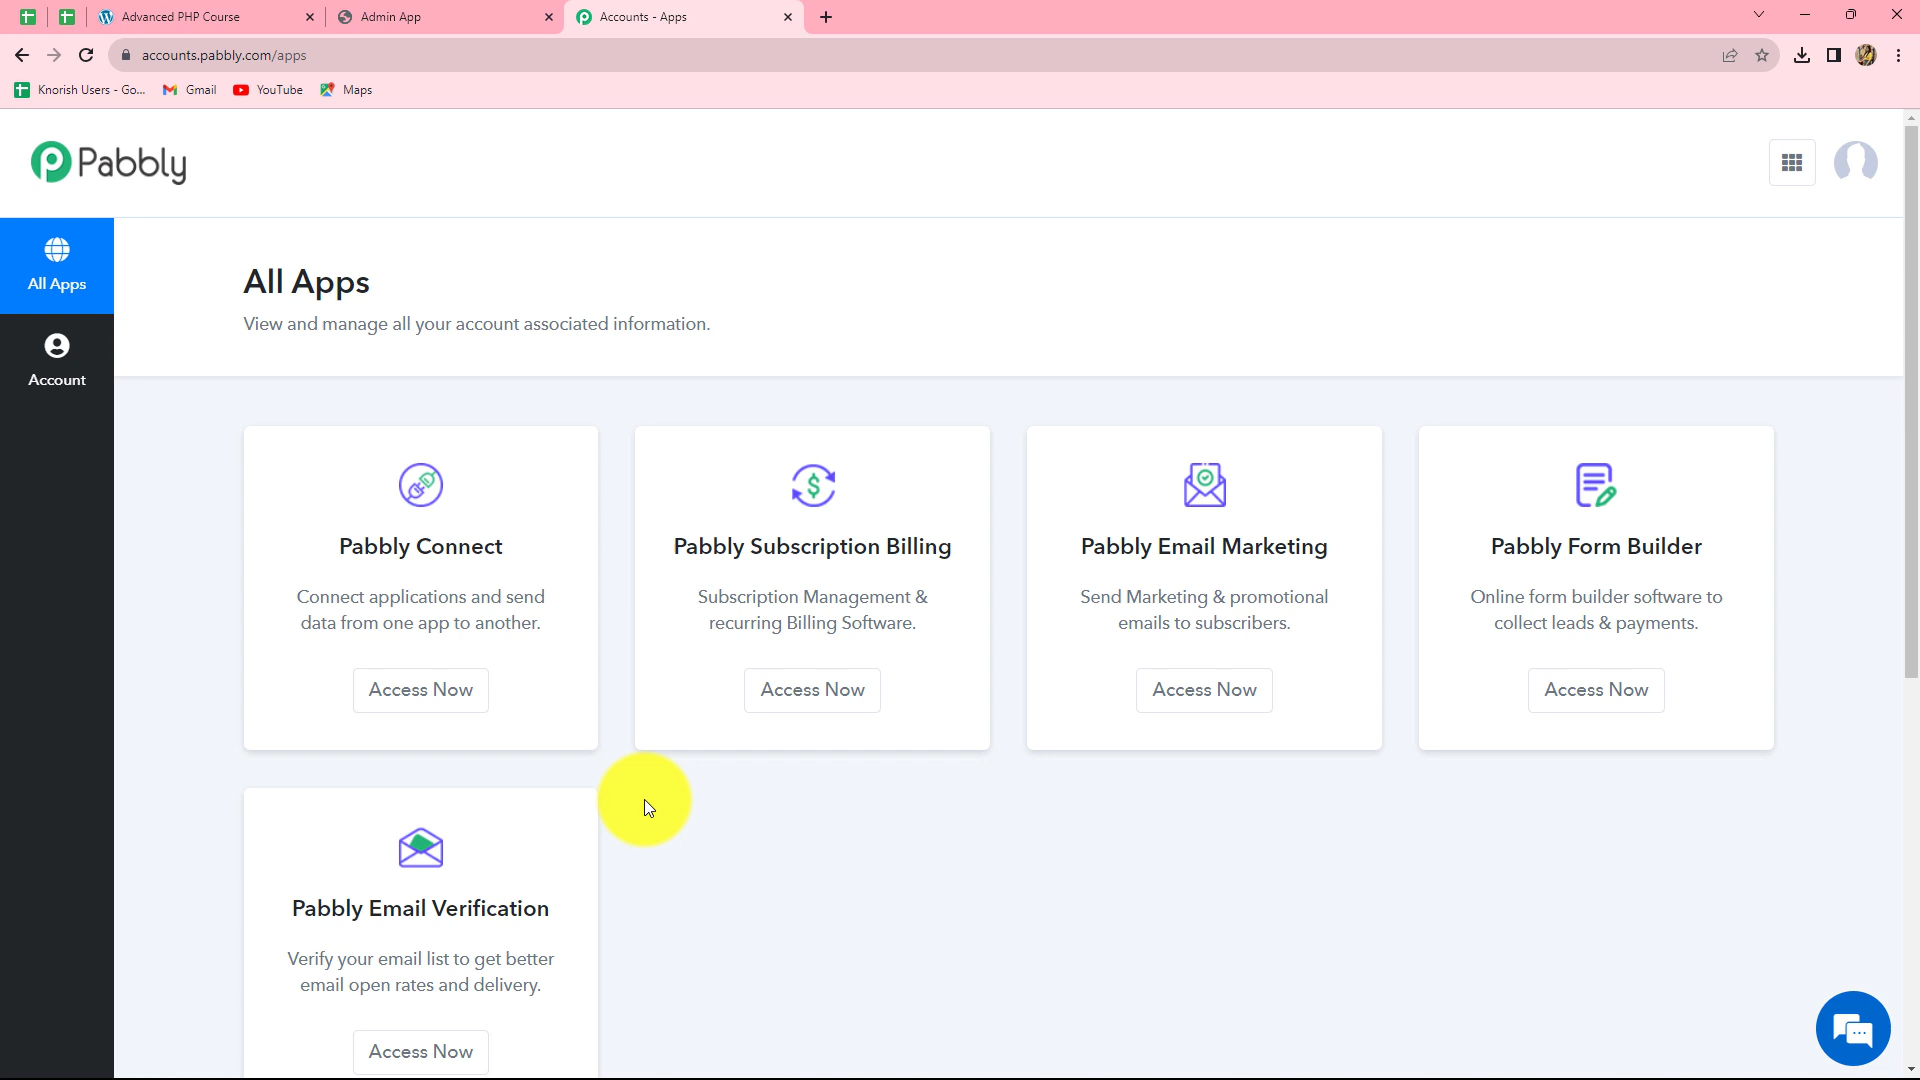 Advanced PHP Course
Admin App
Accounts - Apps
accounts.pabbly.com/apps
Knorish Users - Go...
Gmail
YouTube
Maps
Pabbly
All Apps
Account
All Apps
View and manage all your account associated information.
Pabbly Connect
Connect applications and send
data from one app to another.
Access Now
Pabbly Subscription Billing
Subscription Management &
recurring Billing Software.
Access Now
Pabbly Email Marketing
Send Marketing & promotional
emails to subscribers.
Access Now
Pabbly Form Builder
Online form builder software to
collect leads & payments.
Access Now
Pabbly Email Verification
Verify your email list to get better
email open rates and delivery.
Access Now